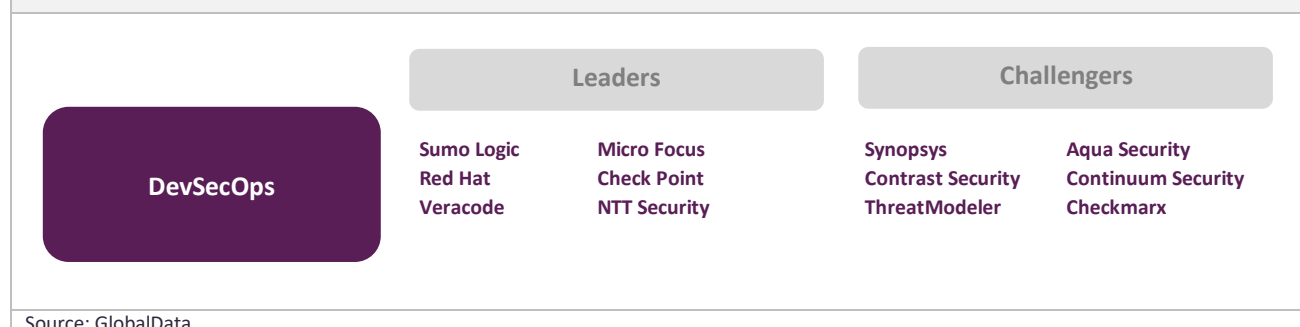 Leaders
Challengers
DevSecOps
Sumo Logic
Red Hat
Veracode
Micro Focus
Check Point
NTT Security
Synopsys
Contrast Security
ThreatModeler
Aqua Security
Continuum Security
Checkmarx
Source: GlobalData